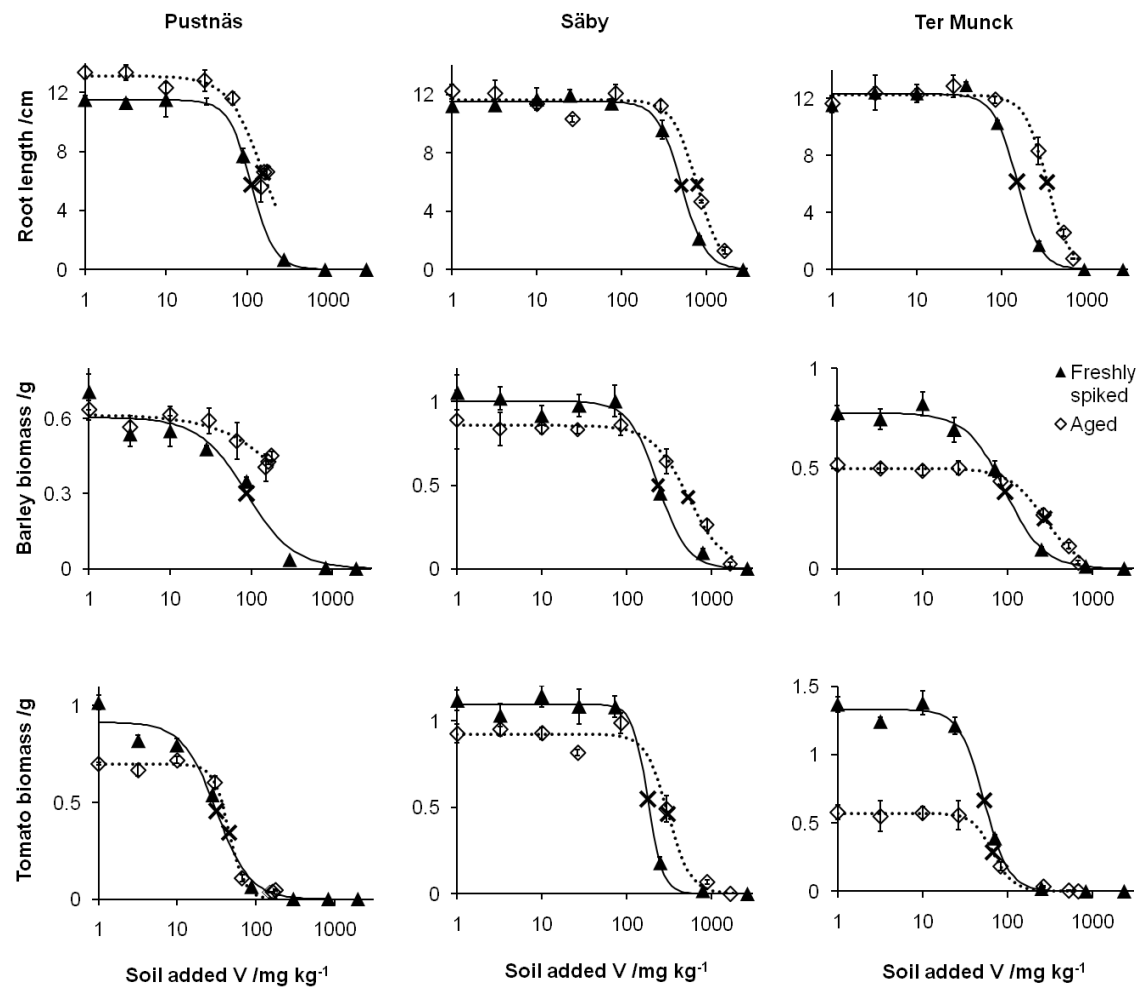 Pustnäs
Säby
Ter Munck
Root length /cm
12
8
4
0
1 10 100 1000
12
8
4
0
1 10 100 1000
12
8
4
0
1 10 100 1000
Barley biomass /g
0.6
0.3
0
1 10 100 1000
1
0.5
0
1 10 100 1000
1
0.5
0
1 10 100 1000
Freshly
spiked
Aged
Tomato biomass /g
1
0.5
0
1 10 100 1000
1
0.5
0
1 10 100 1000
1.5
1
0.5
0
1 10 100 1000
Soil added V /mg kg⁻¹
Soil added V /mg kg⁻¹
Soil added V /mg kg⁻¹